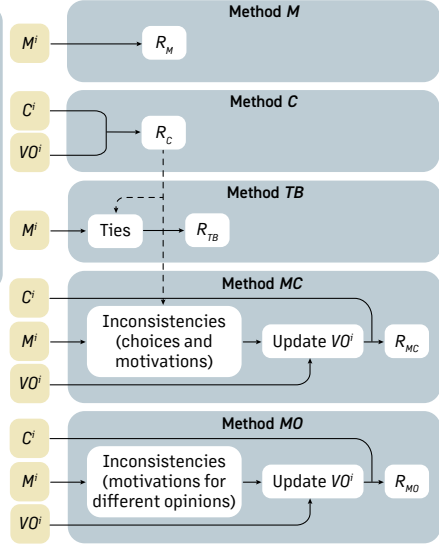 Method M
M^i
R_M
Method C
C^i
VO^i
R_C
Method TB
M^i
Ties
R_TB
Method MC
C^i
M^i
VO^i
Inconsistencies
(choices and
motivations)
Update VO^i
R_MC
Method MO
C^i
M^i
VO^i
Inconsistencies
(motivations for
different opinions)
Update VO^i
R_MO